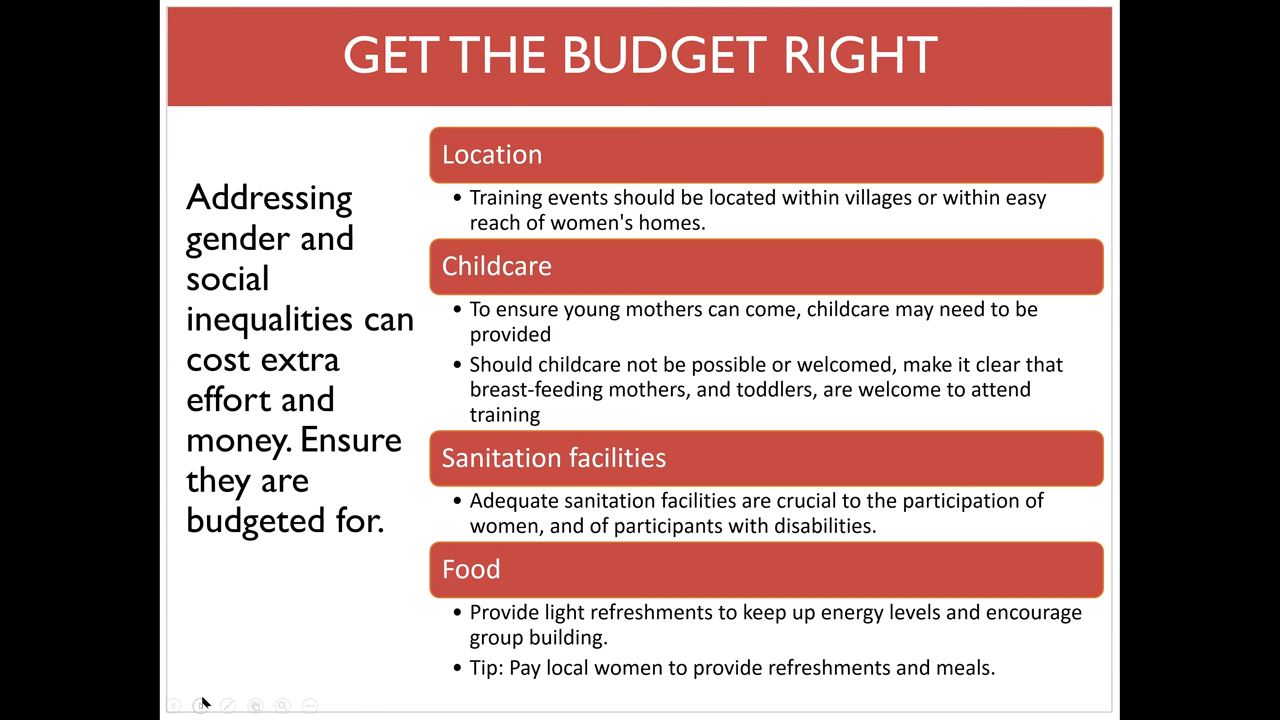 GET THE BUDGET RIGHT
Addressing
gender and
social
inequalities can
cost extra
effort and
money. Ensure
they are
budgeted for.
Location
• Training events should be located within villages or within easy
reach of women's homes.
Childcare
• To ensure young mothers can come, childcare may need to be
provided
• Should childcare not be possible or welcomed, make it clear that
breast-feeding mothers, and toddlers, are welcome to attend
training
Sanitation facilities
• Adequate sanitation facilities are crucial to the participation of
women, and of participants with disabilities.
Food
• Provide light refreshments to keep up energy levels and encourage
group building.
• Tip: Pay local women to provide refreshments and meals.